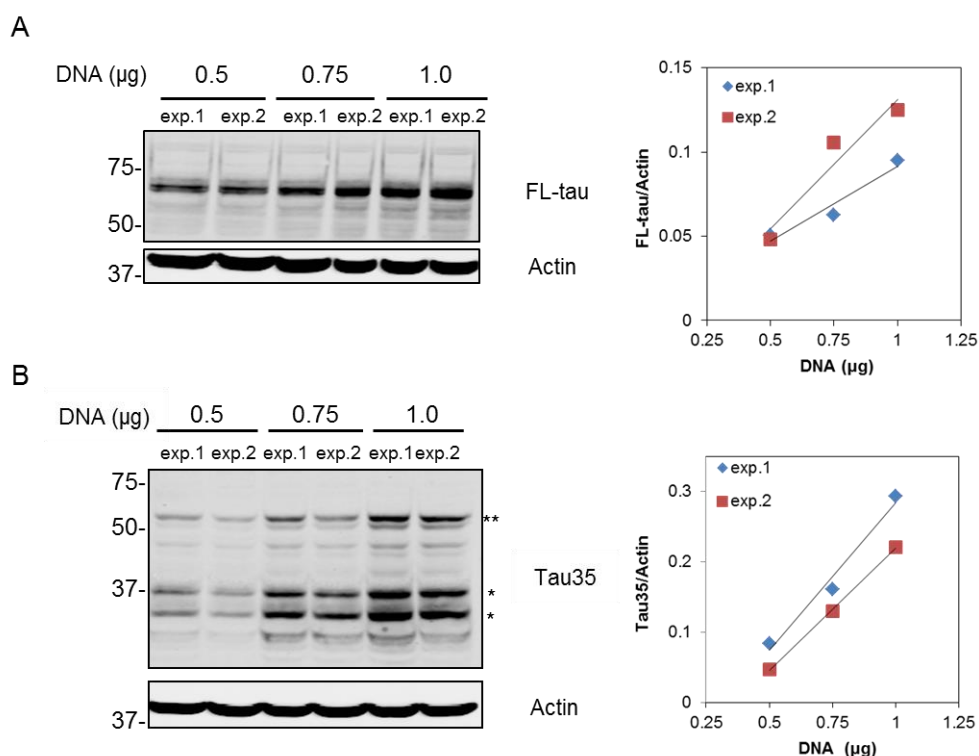 A
DNA (µg) 0.5 0.75 1.0
exp.1 exp.2 exp.1 exp.2 exp.1 exp.2
75-
FL-tau
50-
Actin
37-
0.15
exp.1
exp.2
0.1
0.05
0
FL-tau/Actin
0.25 0.5 0.75 1 1.25
DNA (µg)
B
DNA (µg) 0.5 0.75 1.0
exp.1 exp.2 exp.1 exp.2 exp.1 exp.2
75-
**
50-
37-
Tau35
*
*
Actin
37-
exp.1
0.3
exp.2
0.2
0.1
0
Tau35/Actin
0.25 0.5 0.75 1 1.25
DNA (µg)